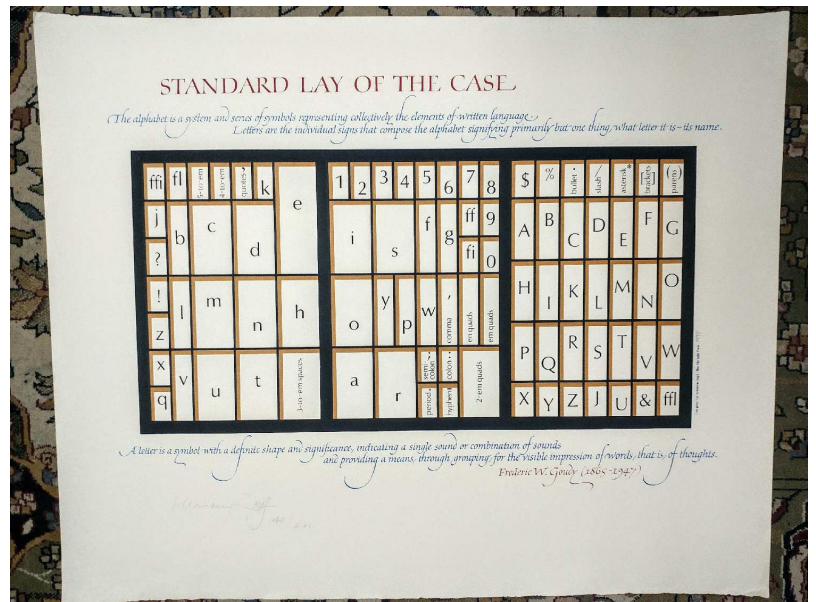 STANDARD LAY OF THE CASE
The alphabet is a system and series of symbols representing collectively the elements of written language.
Letters are the individual signs that compose the alphabet signifying primarily but one thing, what letter it is – its name.
ffi fl 5-to-em 4-to-em quotes ’ k e
j b c d
?
! l m n h
z
x v u t 3-to-em spaces
q
1 2 3 4 5 6 7 8
i s f g ff 9
fi 0
o y p w , comma en quads em quads
a r semi-colon ; colon : 2-em quads
period . hyphen
$ % bullet • slash / asterisk * brackets [ ] parens ( )
A B C D E F G
H I K L M N O
P Q R S T V W
X Y Z J U & ffl
A letter is a symbol with a definite shape and significance, indicating a single sound or combination of sounds
and providing a means, through grouping, for the visible impression of words, that is, of thoughts.
Frederic W. Goudy (1865-1947)